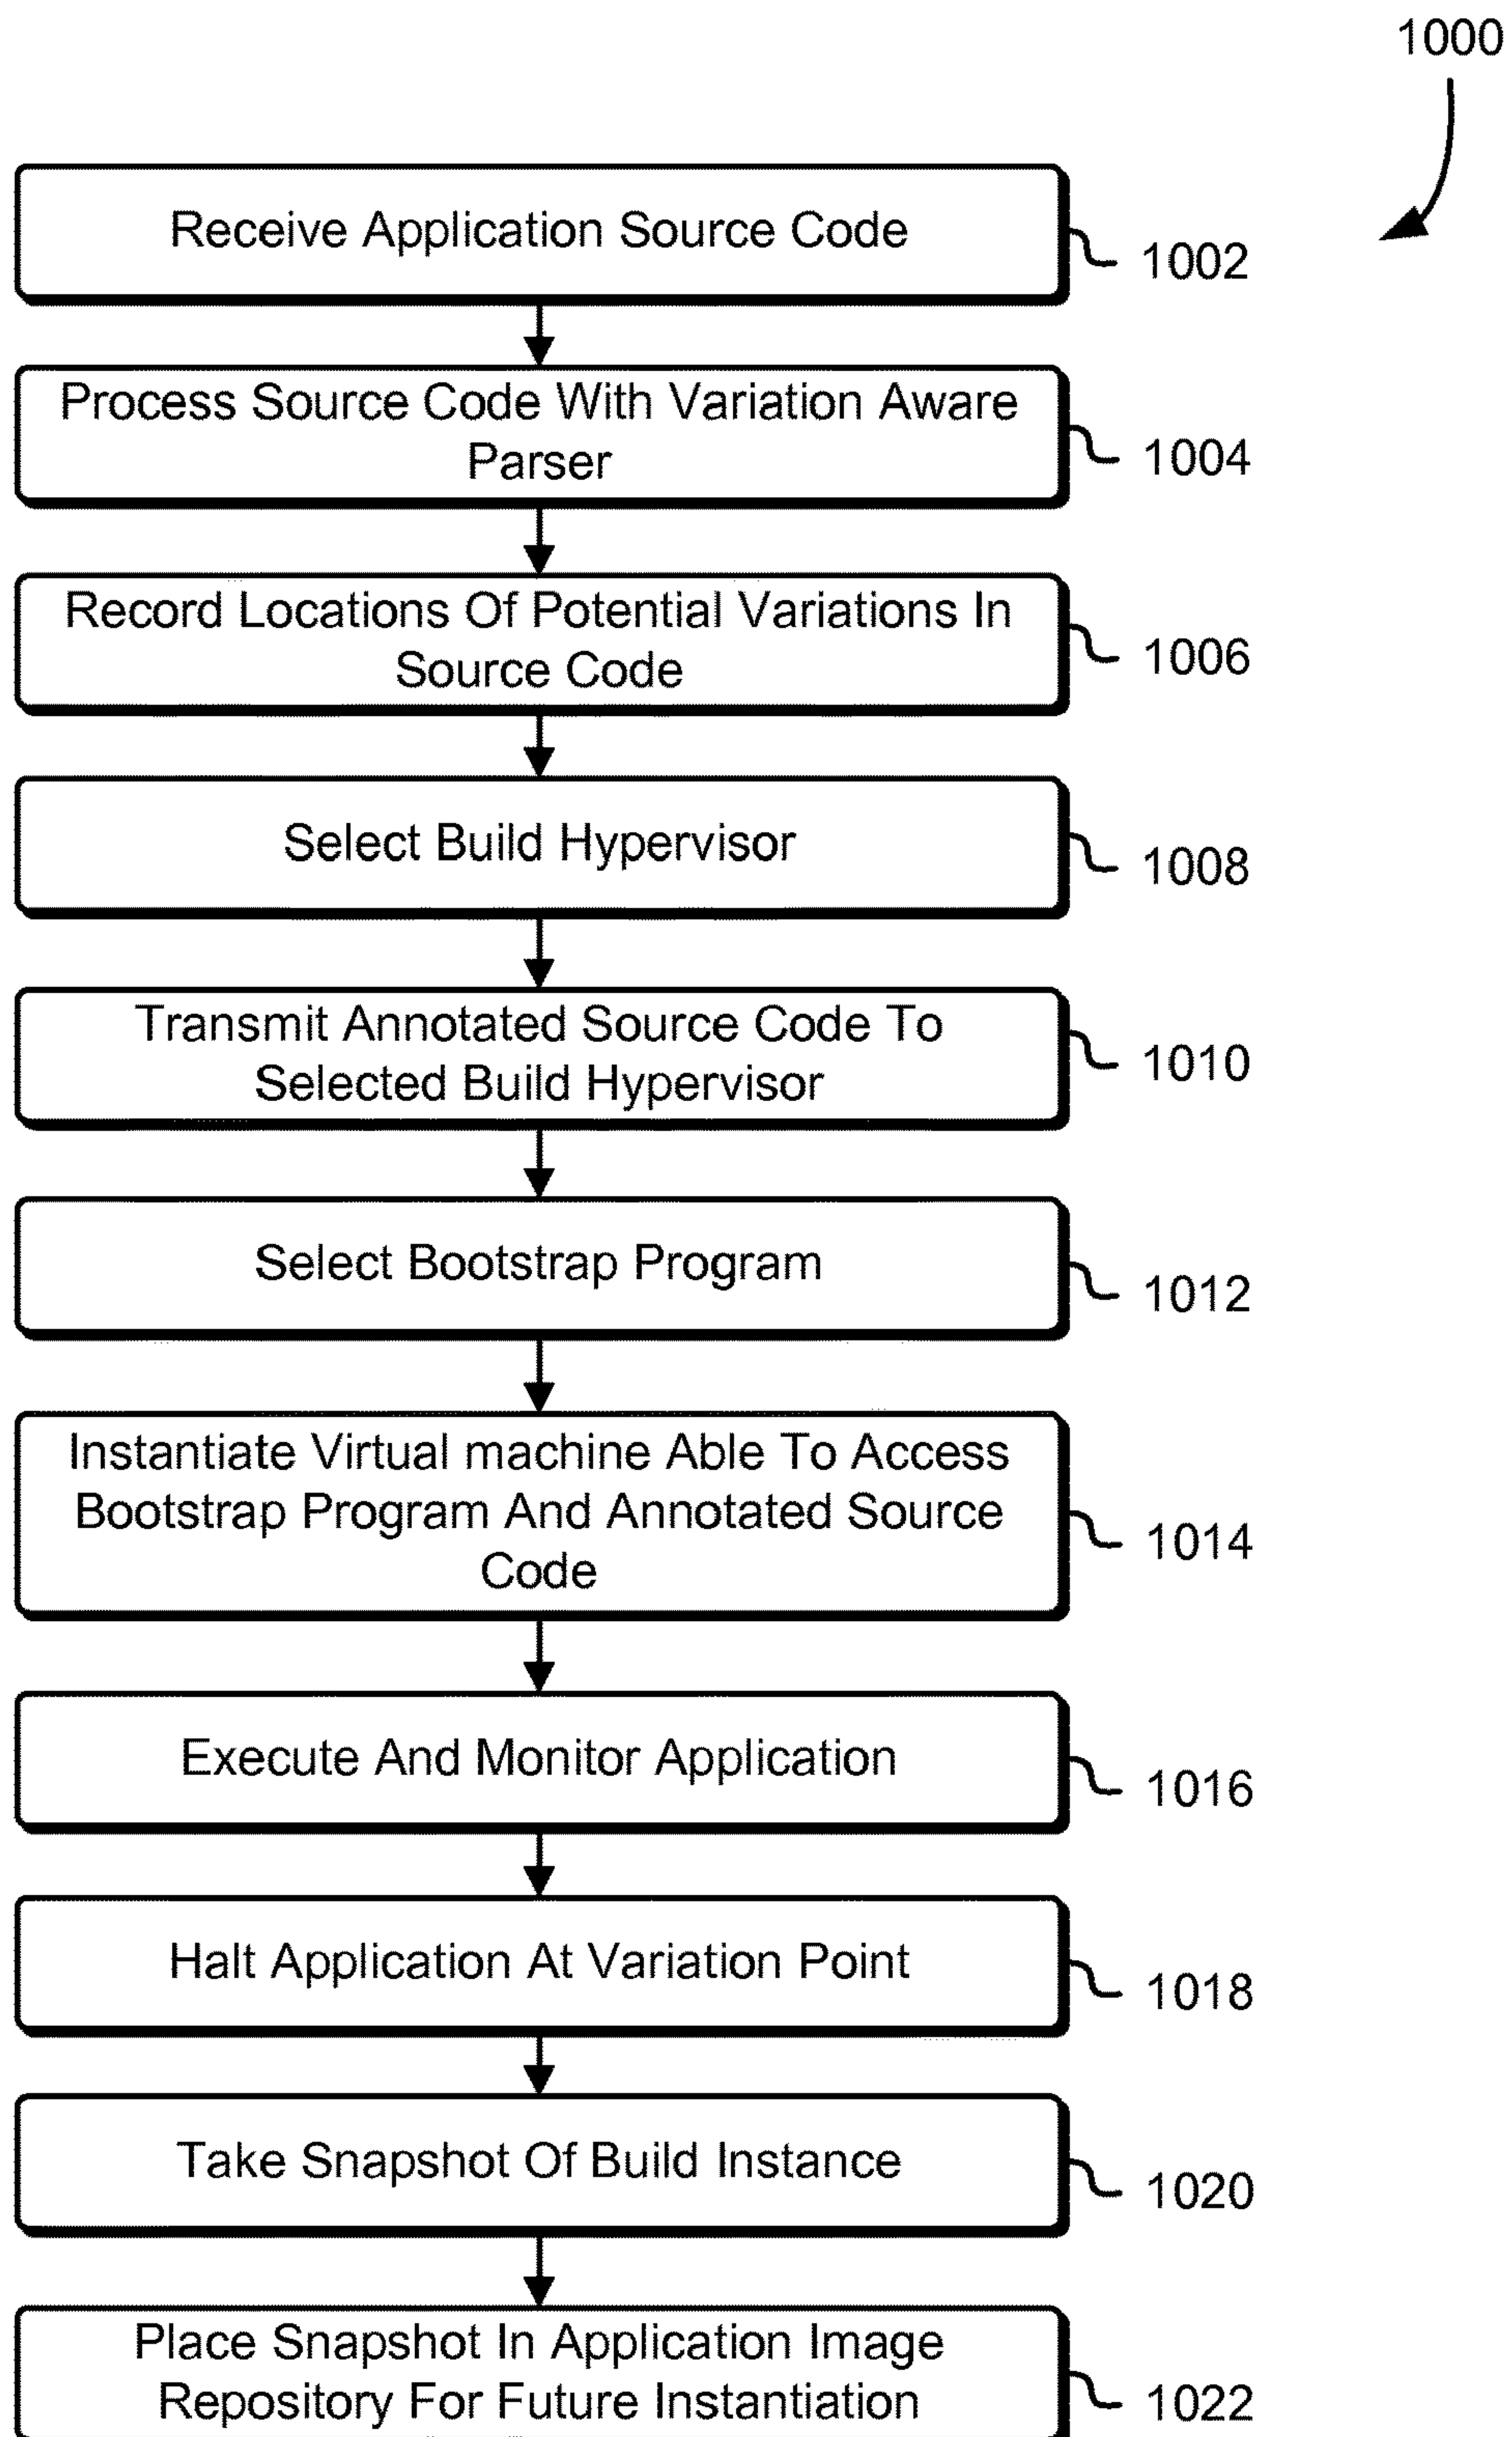 1000
Receive Application Source Code
1002
Process Source Code With Variation Aware
Parser
1004
Record Locations Of Potential Variations In
Source Code
1006
Select Build Hypervisor
1008
Transmit Annotated Source Code To
Selected Build Hypervisor
1010
Select Bootstrap Program
1012
Instantiate Virtual machine Able To Access
Bootstrap Program And Annotated Source
Code
1014
Execute And Monitor Application
1016
Halt Application At Variation Point
1018
Take Snapshot Of Build Instance
1020
Place Snapshot In Application Image
Repository For Future Instantiation
1022